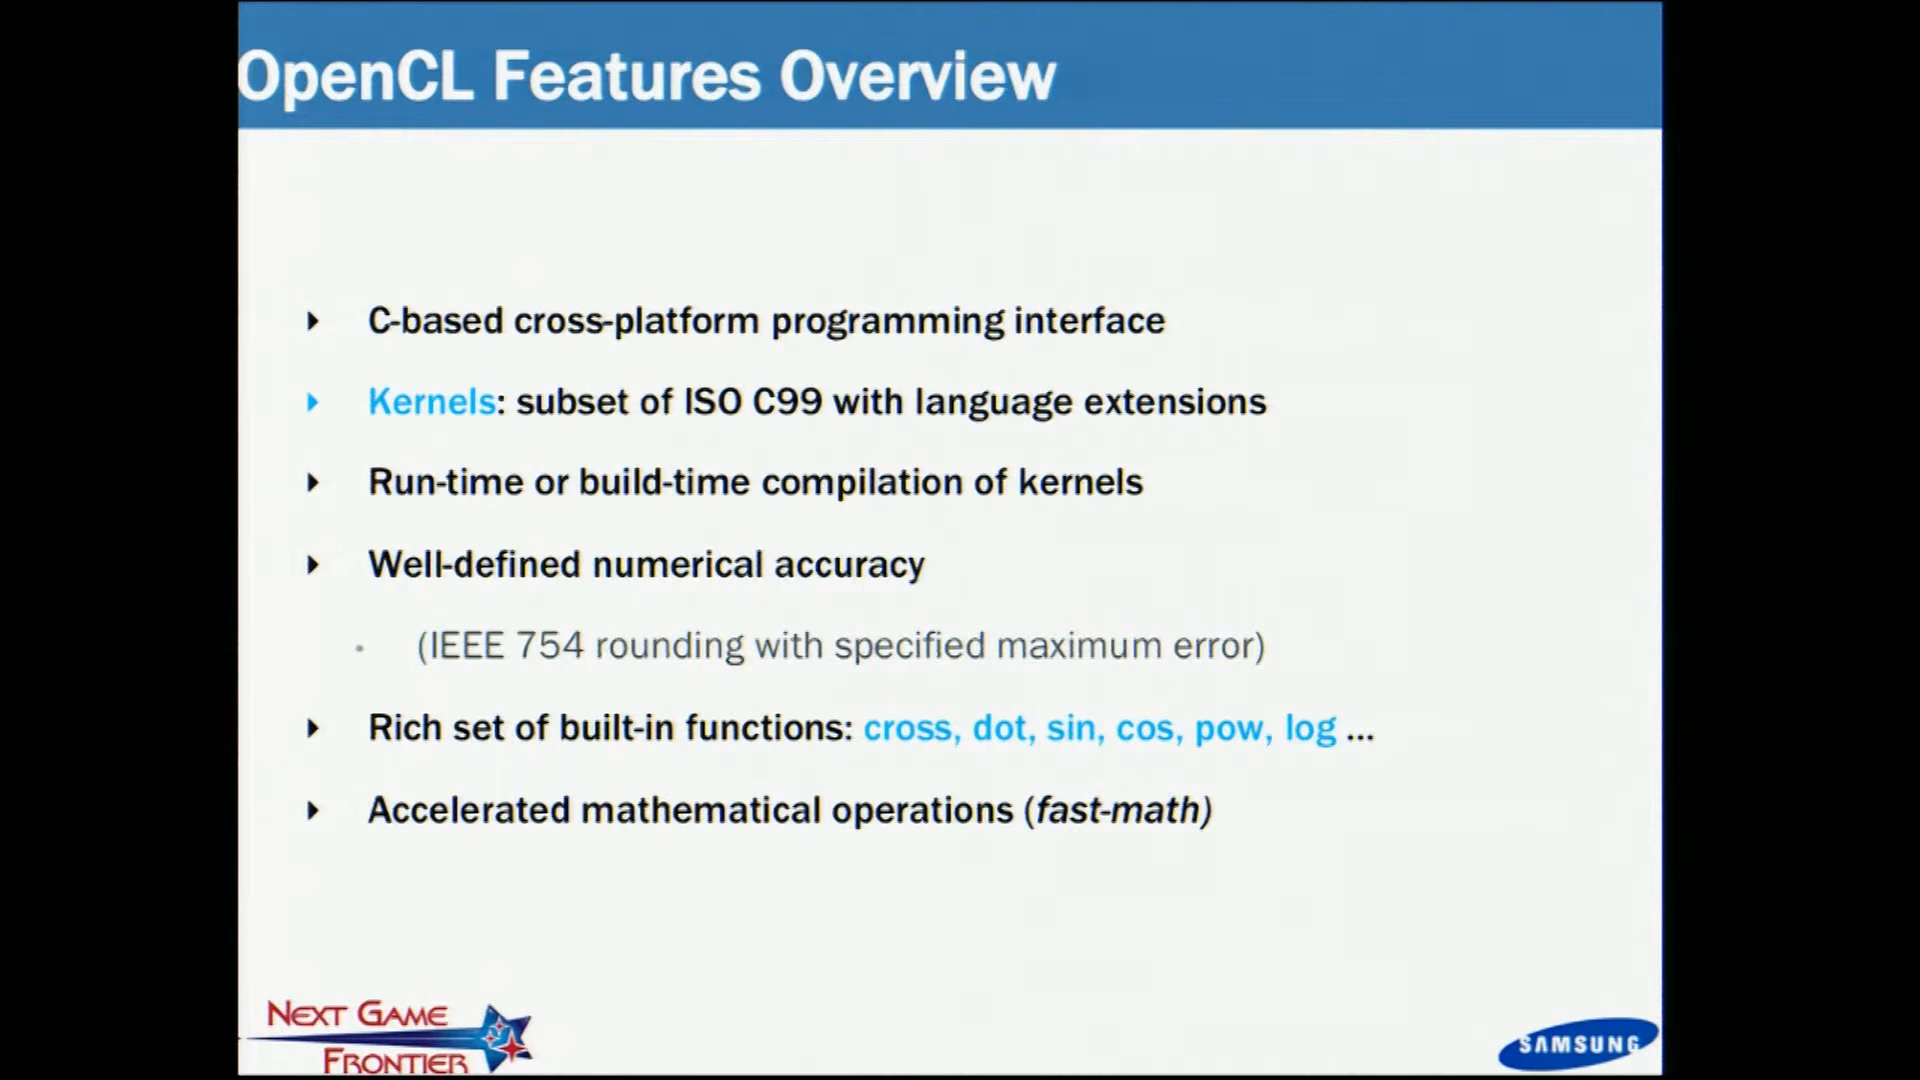 OpenCL Features Overview
C-based cross-platform programming interface
Kernels: subset of ISO C99 with language extensions
Run-time or build-time compilation of kernels
Well-defined numerical accuracy
(IEEE 754 rounding with specified maximum error)
Rich set of built-in functions: cross, dot, sin, cos, pow, log ...
Accelerated mathematical operations (fast-math)
NEXT GAME
FRONTIER
SAMSUNG